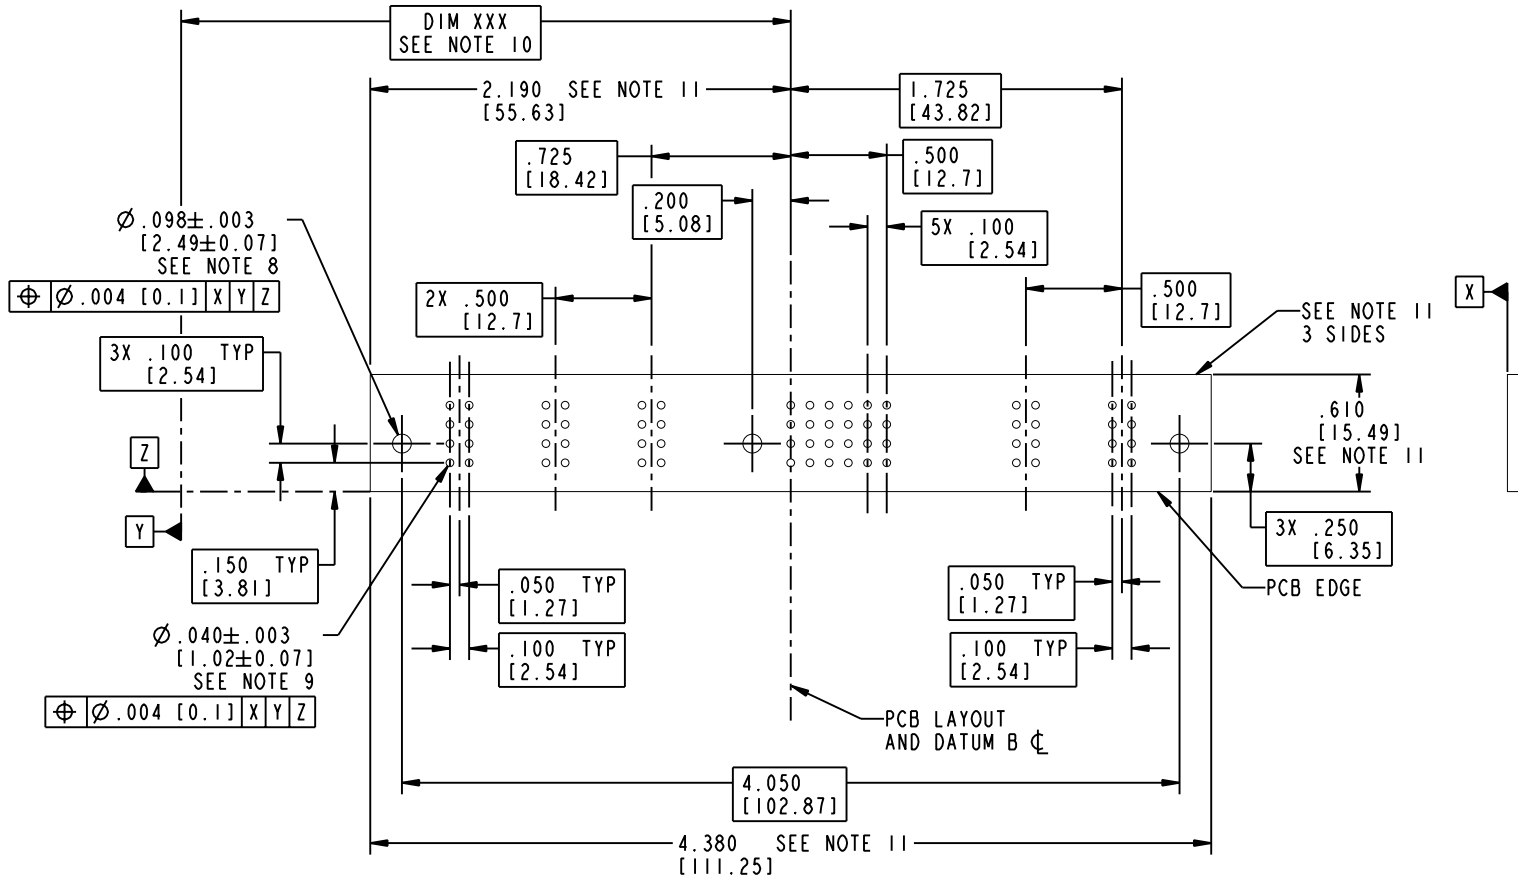 DIM XXX
SEE NOTE 10
2.190 SEE NOTE 11
[55.63]
1.725
[43.82]
.725
[18.42]
.500
[12.7]
.200
[5.08]
5X .100
[2.54]
Ø.098±.003
[2.49±0.07]
SEE NOTE 8
⌖ Ø.004 [0.1] X Y Z
2X .500
[12.7]
.500
[12.7]
X
SEE NOTE 11
3 SIDES
3X .100 TYP
[2.54]
.610
[15.49]
SEE NOTE 11
Z
Y
3X .250
[6.35]
.150 TYP
[3.81]
.050 TYP
[1.27]
.050 TYP
[1.27]
PCB EDGE
Ø.040±.003
[1.02±0.07]
SEE NOTE 9
⌖ Ø.004 [0.1] X Y Z
.100 TYP
[2.54]
.100 TYP
[2.54]
PCB LAYOUT
AND DATUM B ℄
4.050
[102.87]
4.380 SEE NOTE 11
[111.25]